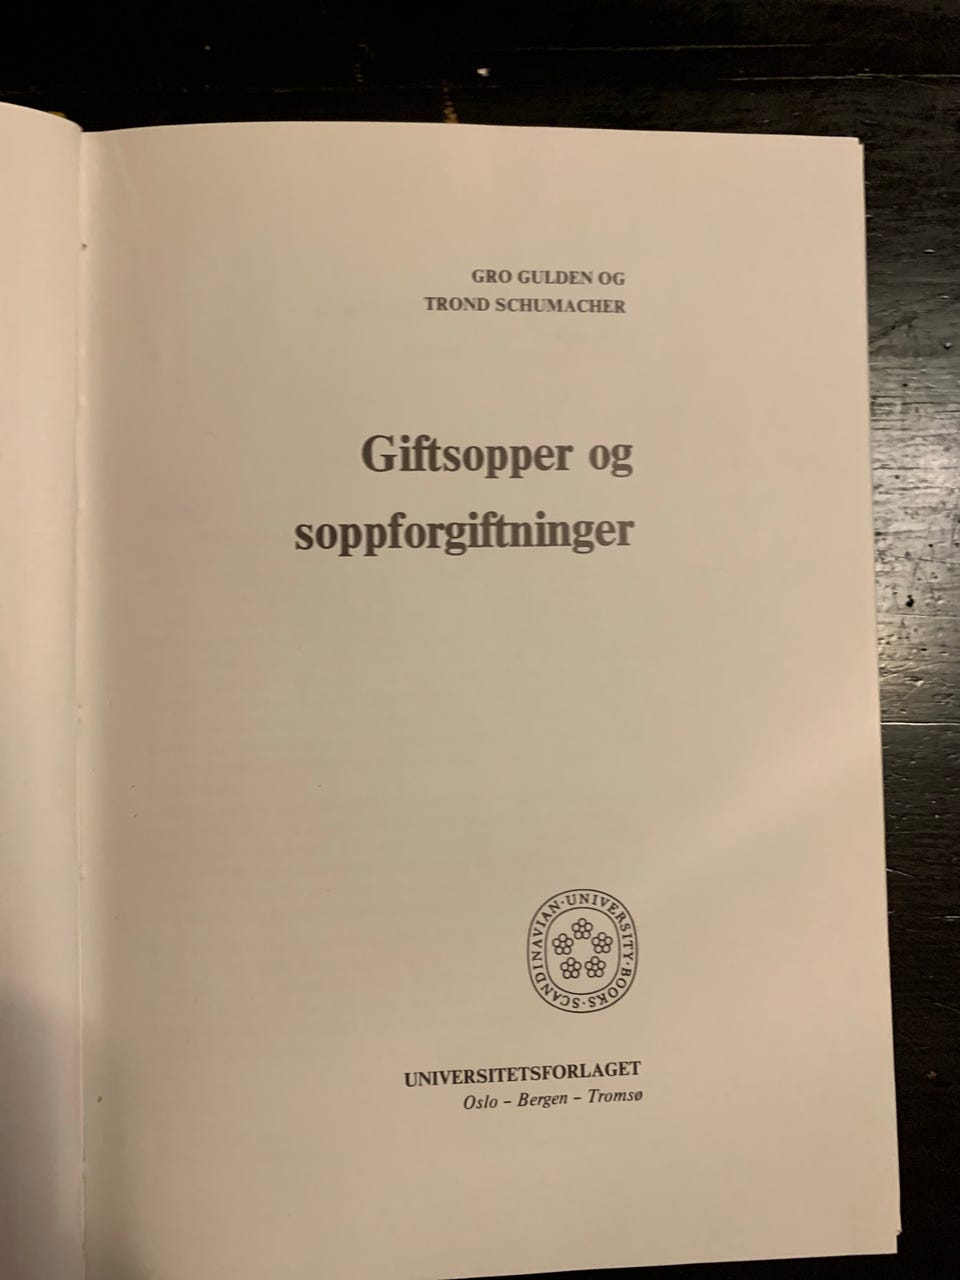 GRO GULDEN OG
TROND SCHUMACHER
Giftsopper og
soppforgiftninger
SCANDINAVIAN · UNIVERSITY · BOOKS ·
UNIVERSITETSFORLAGET
Oslo – Bergen – Tromsø